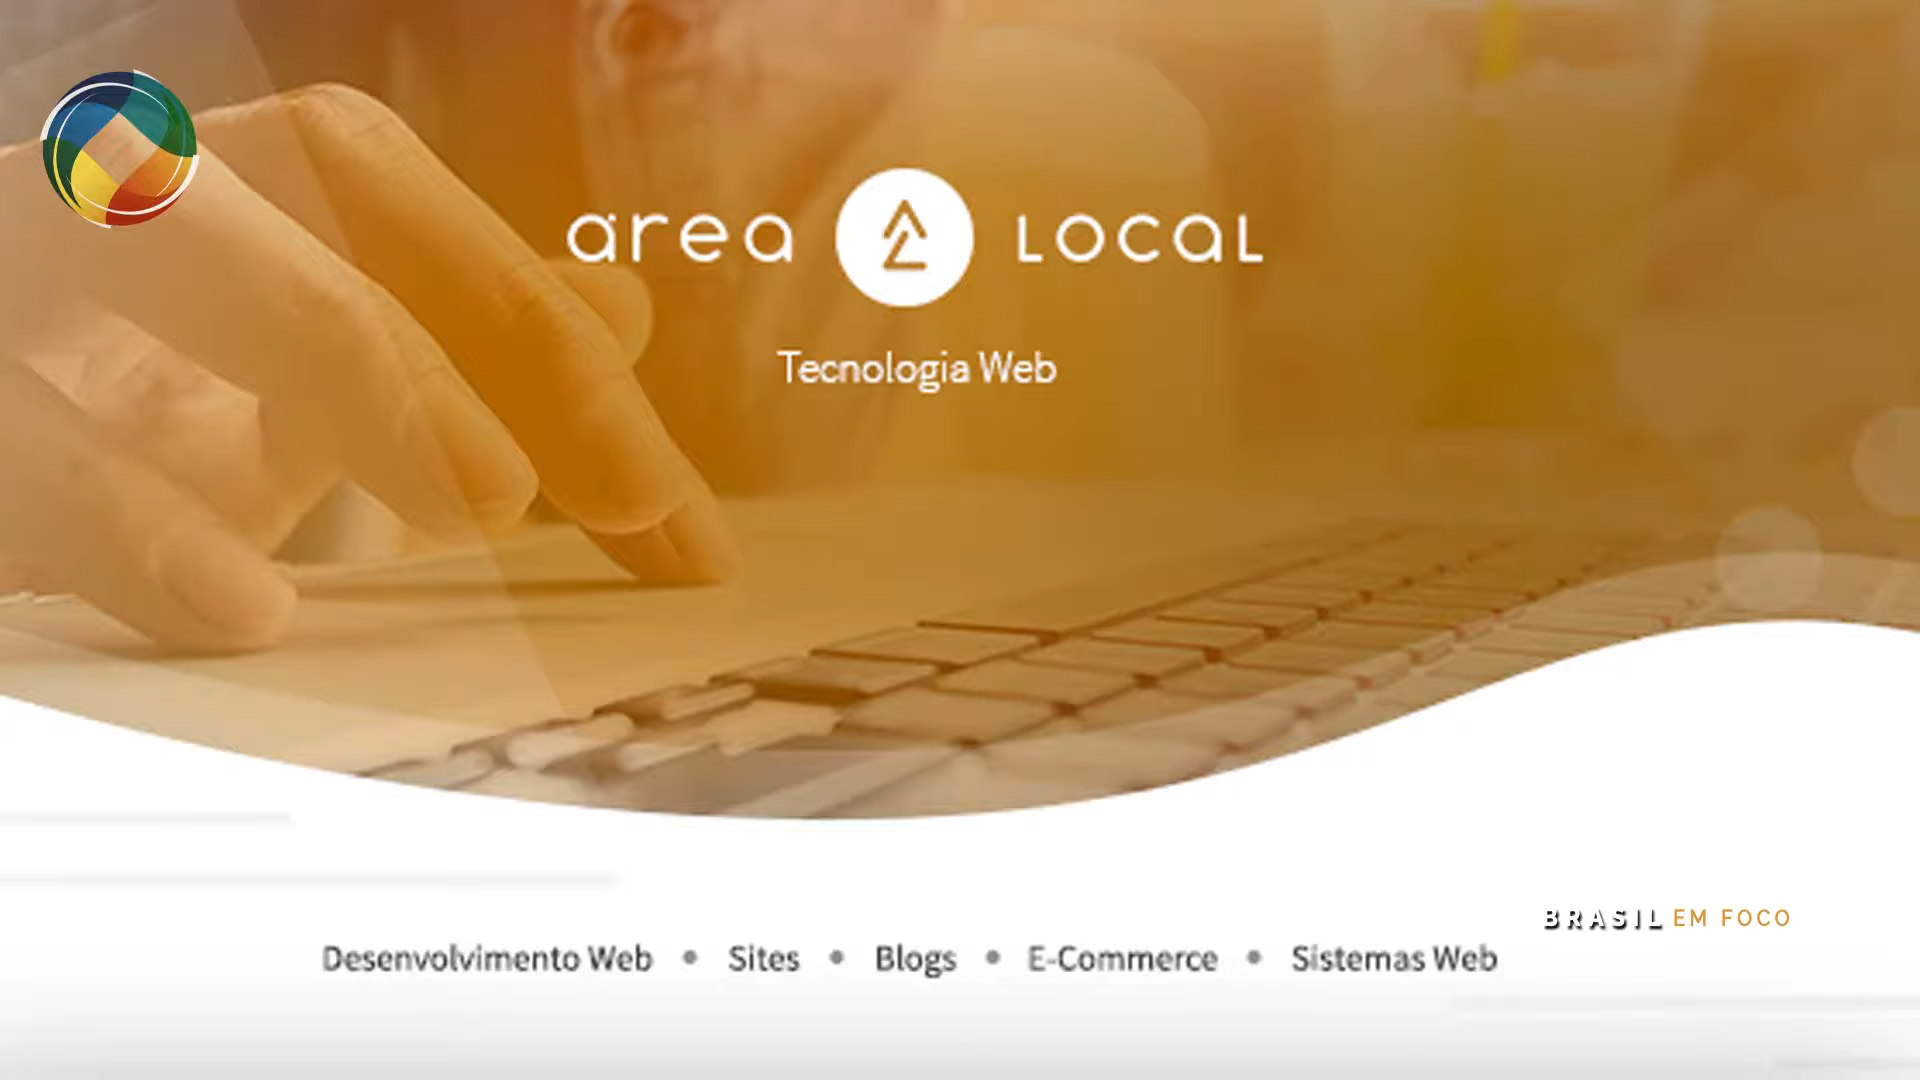 area LOCAL
Tecnologia Web
BRASIL EM FOCO
Desenvolvimento Web • Sites • Blogs • E-Commerce • Sistemas Web